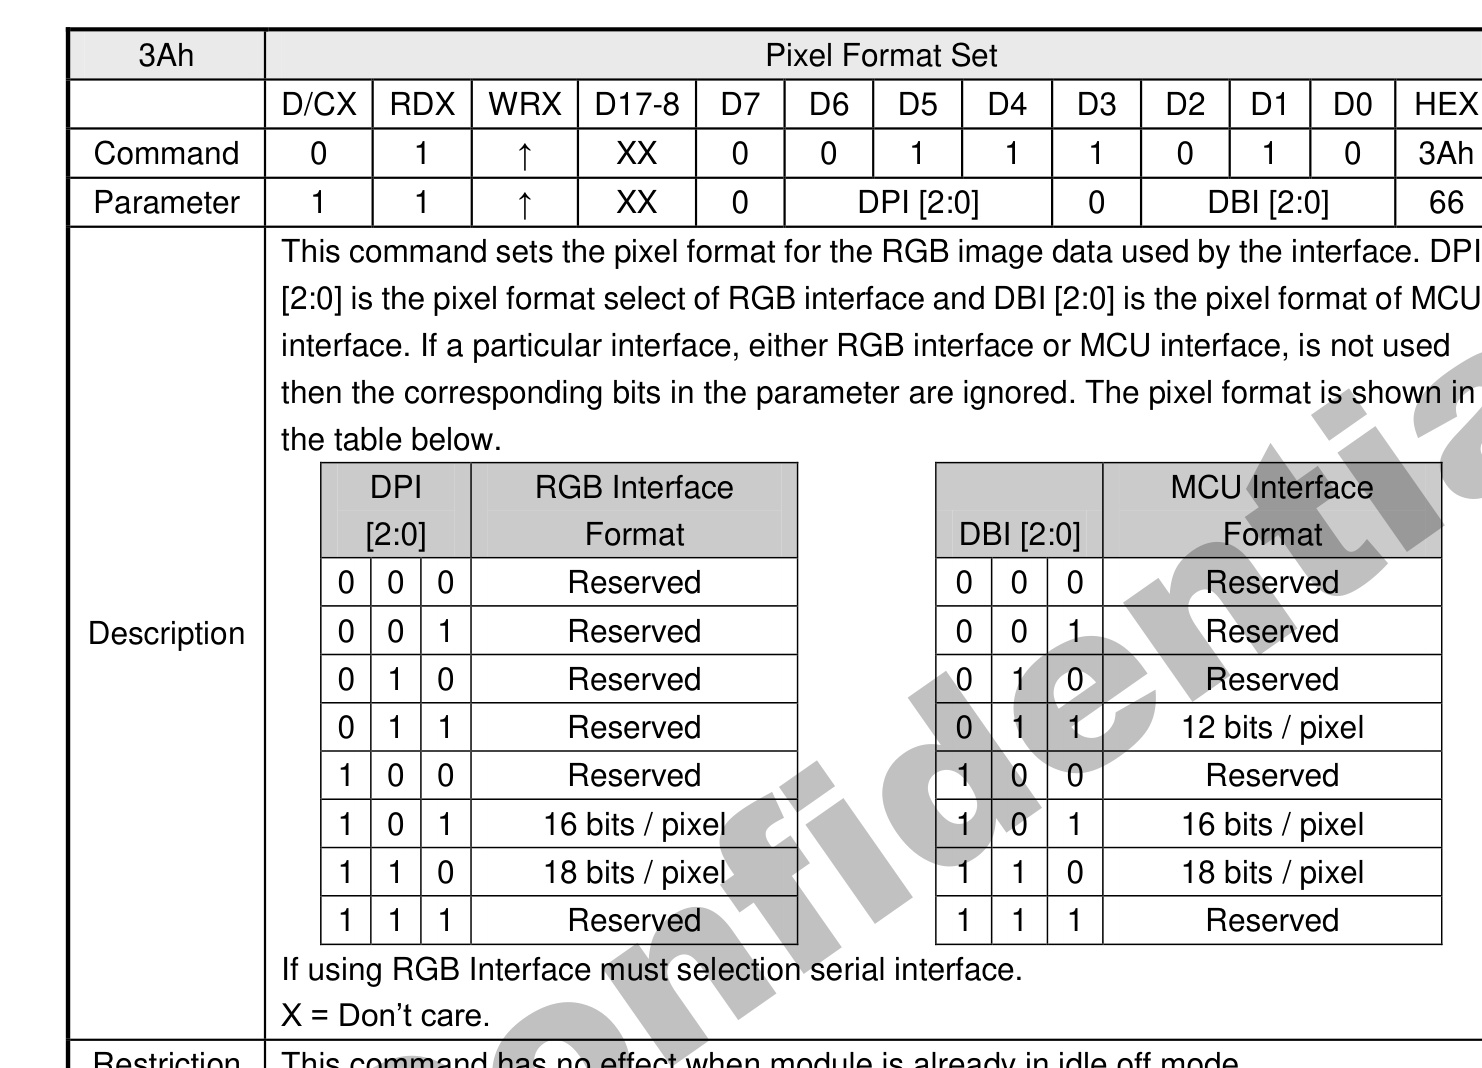 3Ah Pixel Format Set
D/CX RDX WRX D17-8 D7 D6 D5 D4 D3 D2 D1 D0 HEX
Command 0 1 ↑ XX 0 0 1 1 1 0 1 0 3Ah
Parameter 1 1 ↑ XX 0 DPI [2:0] 0 DBI [2:0] 66
Description
This command sets the pixel format for the RGB image data used by the interface. DPI
[2:0] is the pixel format select of RGB interface and DBI [2:0] is the pixel format of MCU
interface. If a particular interface, either RGB interface or MCU interface, is not used
then the corresponding bits in the parameter are ignored. The pixel format is shown in
the table below.
DPI RGB Interface
[2:0] Format
0 0 0 Reserved
0 0 1 Reserved
0 1 0 Reserved
0 1 1 Reserved
1 0 0 Reserved
1 0 1 16 bits / pixel
1 1 0 18 bits / pixel
1 1 1 Reserved
MCU Interface
DBI [2:0] Format
0 0 0 Reserved
0 0 1 Reserved
0 1 0 Reserved
0 1 1 12 bits / pixel
1 0 0 Reserved
1 0 1 16 bits / pixel
1 1 0 18 bits / pixel
1 1 1 Reserved
If using RGB Interface must selection serial interface.
X = Don’t care.
Restriction This command has no effect when module is already in idle off mode
onfidentia